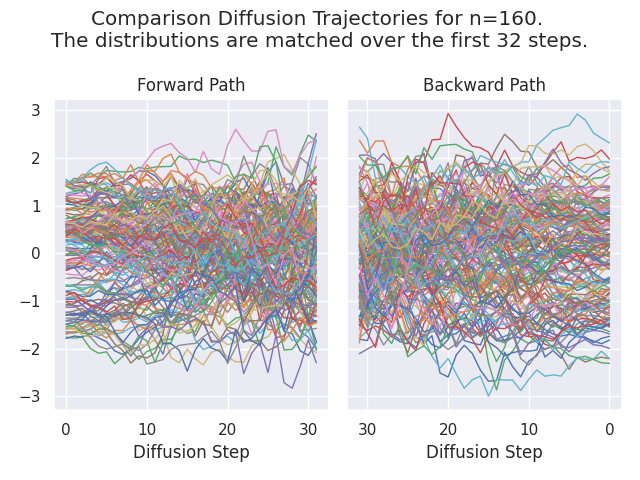 Comparison Diffusion Trajectories for n=160.
The distributions are matched over the first 32 steps.
Forward Path
Backward Path
3
2
1
0
−1
−2
−3
0 10 20 30
30 20 10 0
Diffusion Step
Diffusion Step